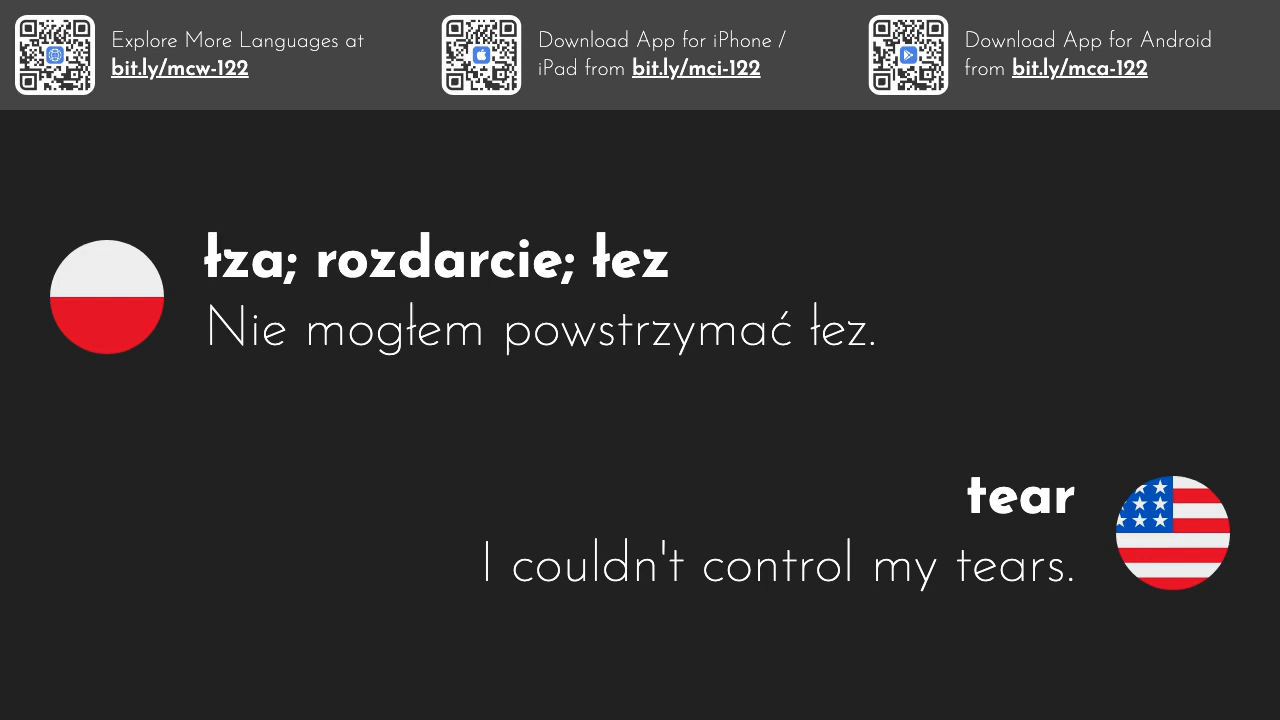 Explore More Languages at
bit.ly/mcw-122
Download App for iPhone /
iPad from bit.ly/mci-122
Download App for Android
from bit.ly/mca-122
łza; rozdarcie; łez
Nie mogłem powstrzymać łez.
tear
I couldn't control my tears.